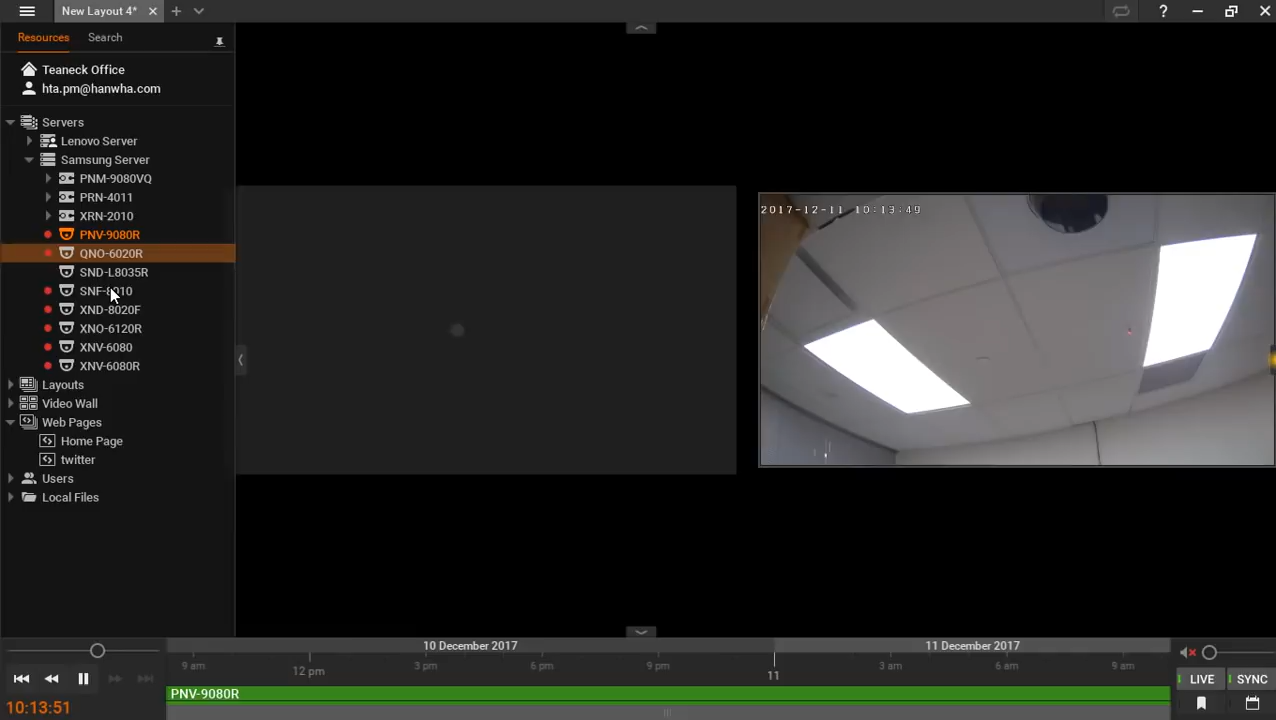 New Layout 4*
?
Resources
Search
Teaneck Office
hta.pm@hanwha.com
Servers
Lenovo Server
Samsung Server
PNM-9080VQ
PRN-4011
XRN-2010
PNV-9080R
QNO-6020R
SND-L8035R
SNF-8010
XND-8020F
XNO-6120R
XNV-6080
XNV-6080R
Layouts
Video Wall
Web Pages
Home Page
twitter
Users
Local Files
2017-12-11 10:13:49
10 December 2017
11 December 2017
9 am
12 pm
3 pm
6 pm
9 pm
11
3 am
6 am
9 am
LIVE
SYNC
PNV-9080R
10:13:51